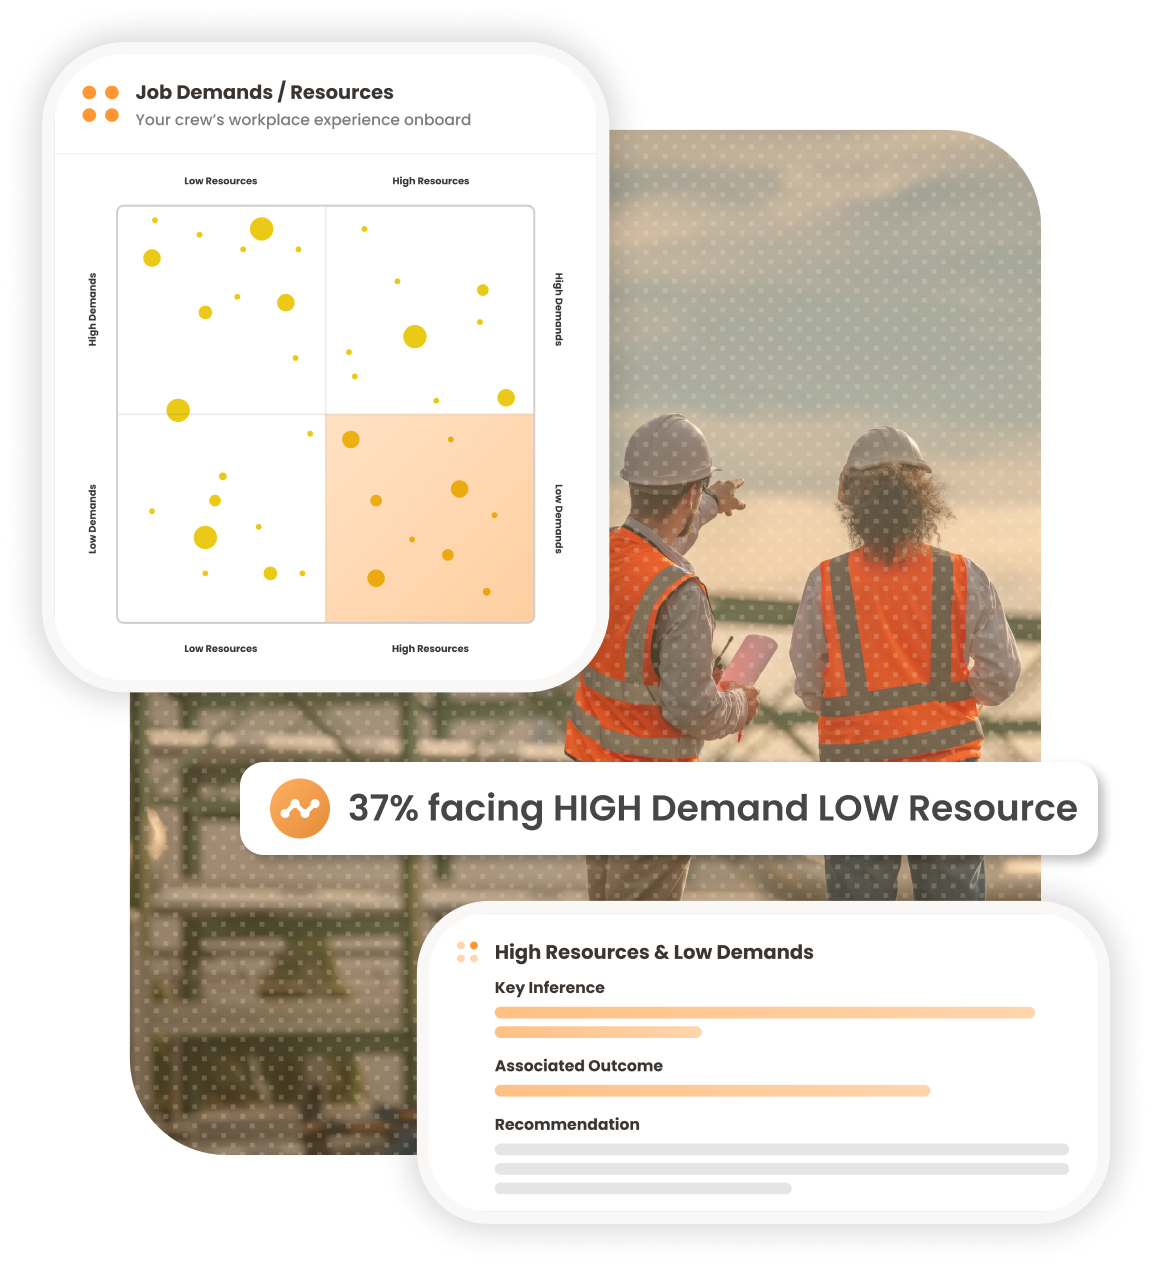 Job Demands / Resources
Your crew’s workplace experience onboard
Low Resources
High Resources
High Demands
High Demands
Low Demands
Low Demands
Low Resources
High Resources
37% facing HIGH Demand LOW Resource
High Resources & Low Demands
Key Inference
Associated Outcome
Recommendation